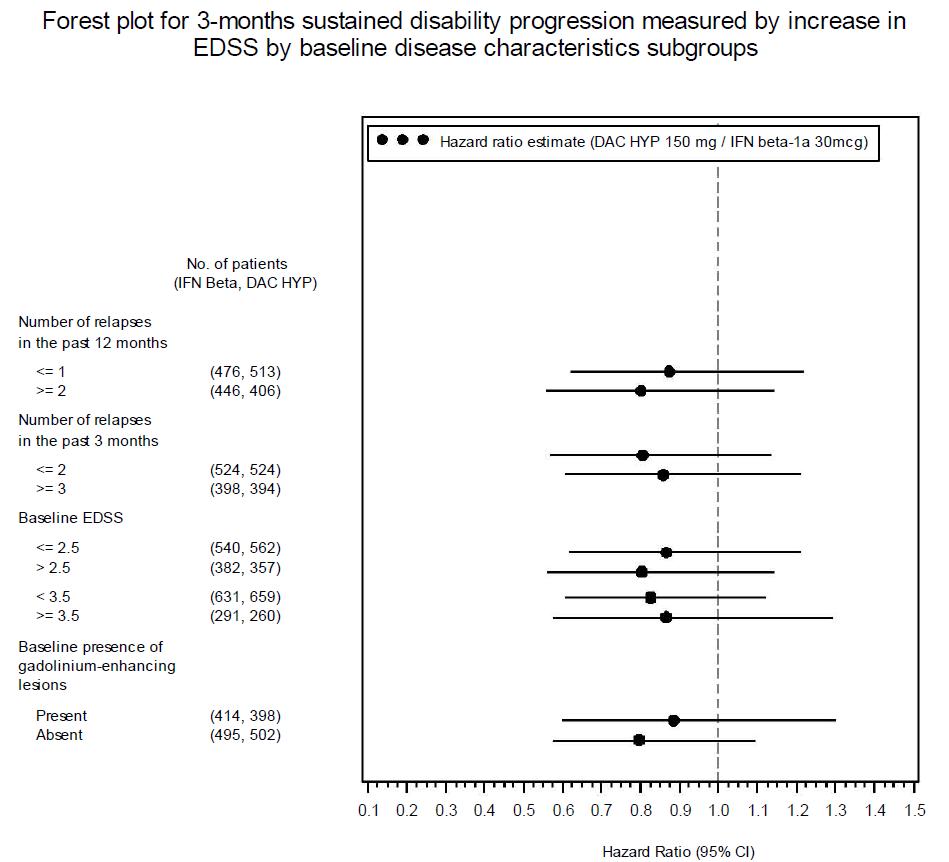 Forest plot for 3-months sustained disability progression measured by increase in
EDSS by baseline disease characteristics subgroups
Hazard ratio estimate (DAC HYP 150 mg / IFN beta-1a 30mcg)
No. of patients
(IFN Beta, DAC HYP)
Number of relapses
in the past 12 months
<= 1 (476, 513)
>= 2 (446, 406)
Number of relapses
in the past 3 months
<= 2 (524, 524)
>= 3 (398, 394)
Baseline EDSS
<= 2.5 (540, 562)
> 2.5 (382, 357)
< 3.5 (631, 659)
>= 3.5 (291, 260)
Baseline presence of
gadolinium-enhancing
lesions
Present (414, 398)
Absent (495, 502)
0.1 0.2 0.3 0.4 0.5 0.6 0.7 0.8 0.9 1.0 1.1 1.2 1.3 1.4 1.5
Hazard Ratio (95% CI)